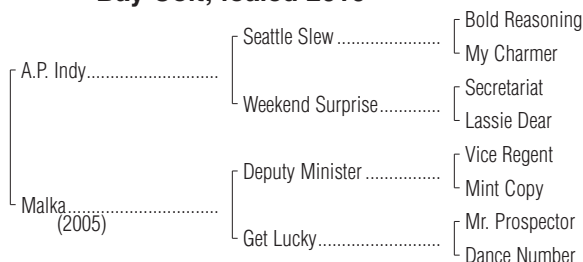 Bay Colt, foaled
Bold Reasoning
Seattle Slew
My Charmer
A.P. Indy
Secretariat
Weekend Surprise
Lassie Dear
Vice Regent
Deputy Minister
Mint Copy
Malka
(2005)
Mr. Prospector
Get Lucky
Dance Number